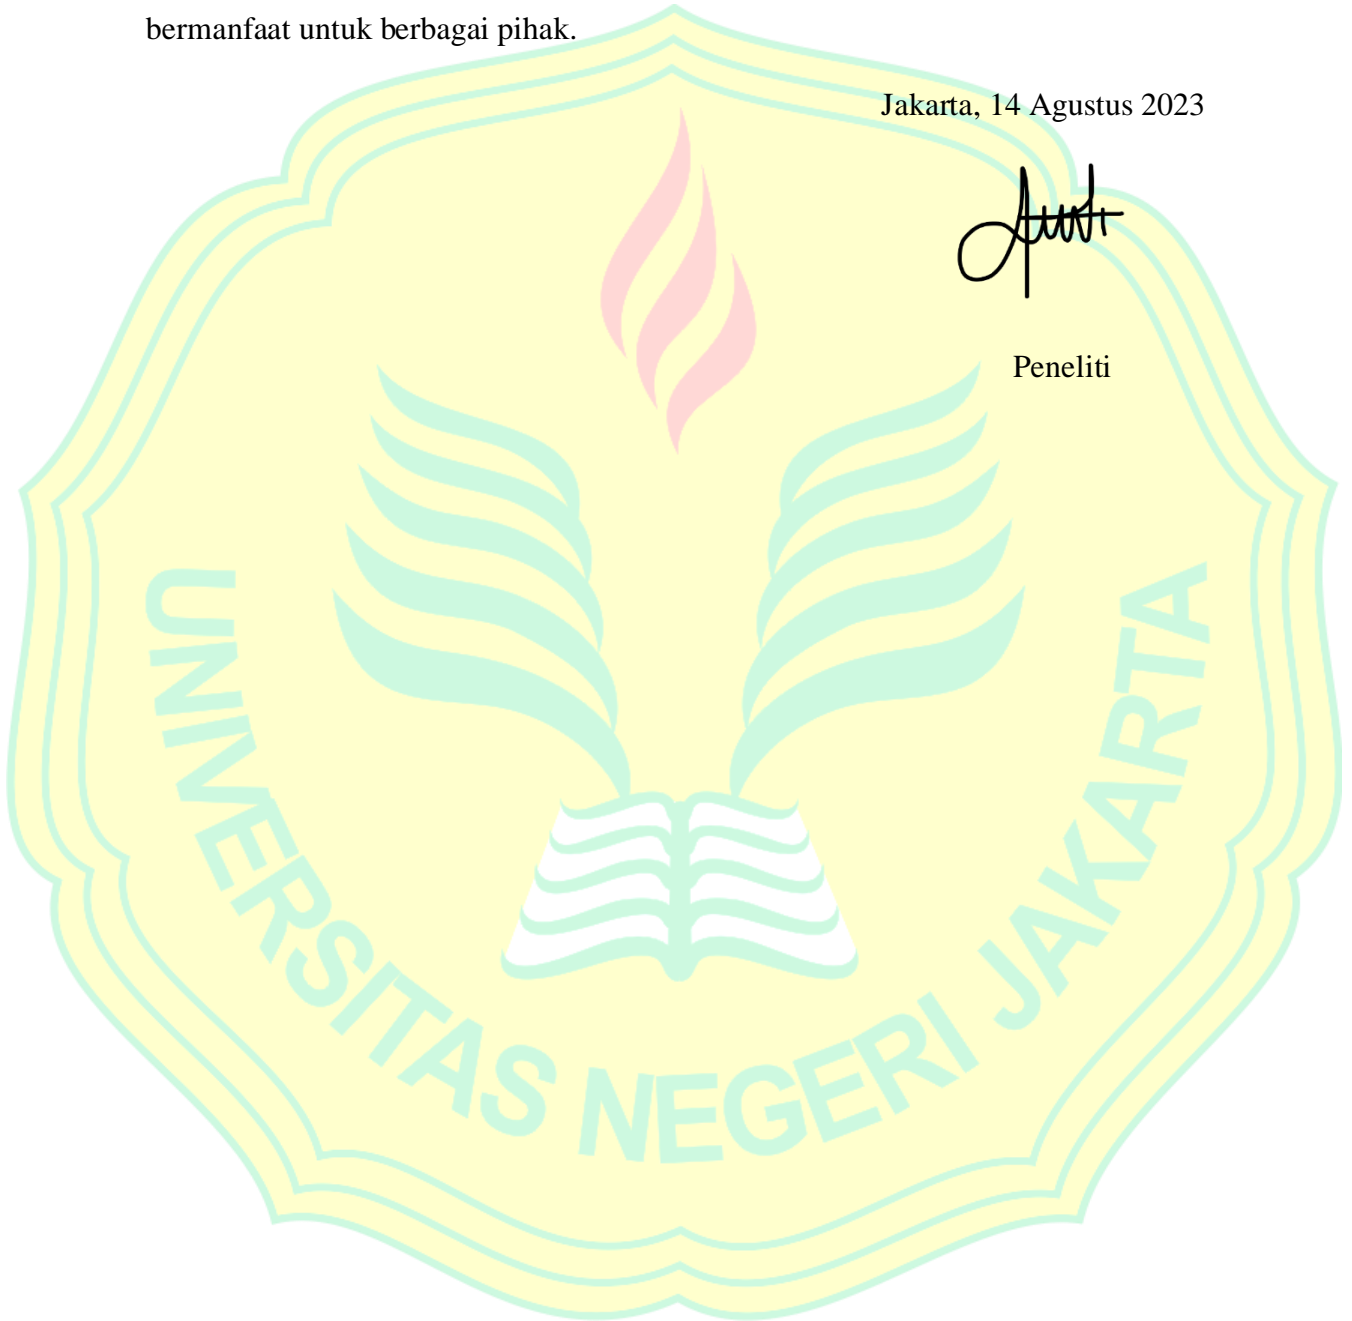 bermanfaat untuk berbagai pihak.
Jakarta, 14 Agustus 2023
Peneliti
UNIVERSITAS NEGERI JAKARTA